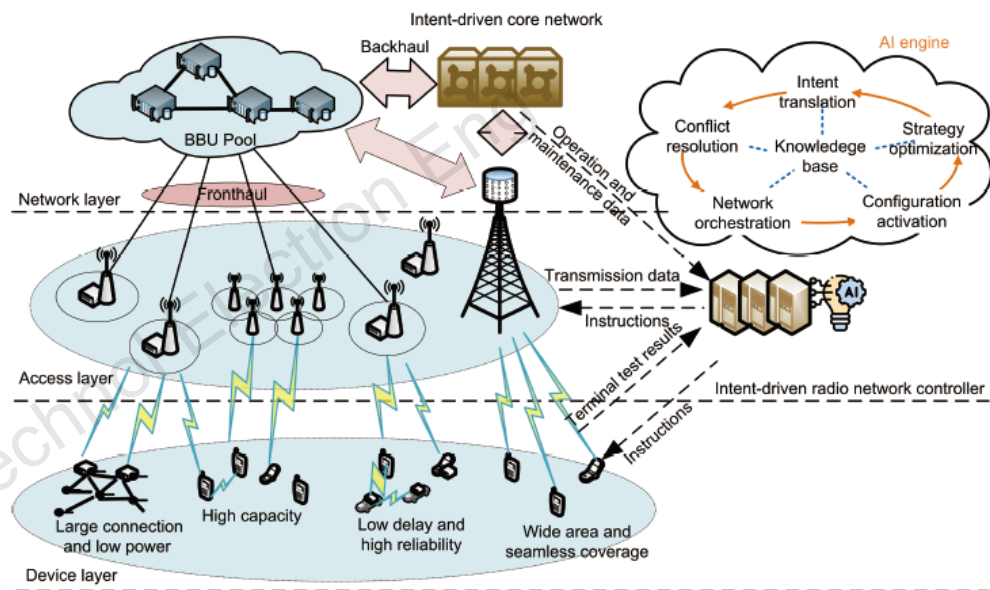 Intent-driven core network
Backhaul
AI engine
Intent
translation
Conflict
resolution
Strategy
optimization
Knowledege
base
Network
orchestration
Configuration
activation
BBU Pool
Fronthaul
Operation and
maintenance data
Network layer
Transmission data
Instructions
AI
Terminal test results
Instructions
Access layer
Intent-driven radio network controller
Large connection
and low power
High capacity
Low delay and
high reliability
Wide area and
seamless coverage
Device layer
Electron Eng